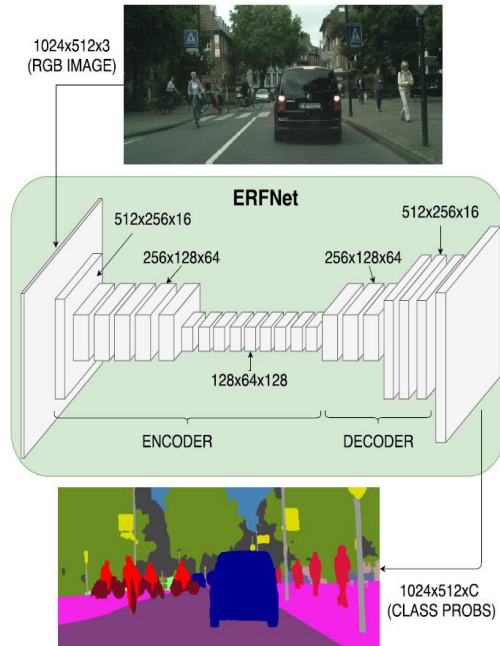 1024x512x3
(RGB IMAGE)
ERFNet
512x256x16
512x256x16
256x128x64
256x128x64
128x64x128
ENCODER
DECODER
1024x512xC
(CLASS PROBS)